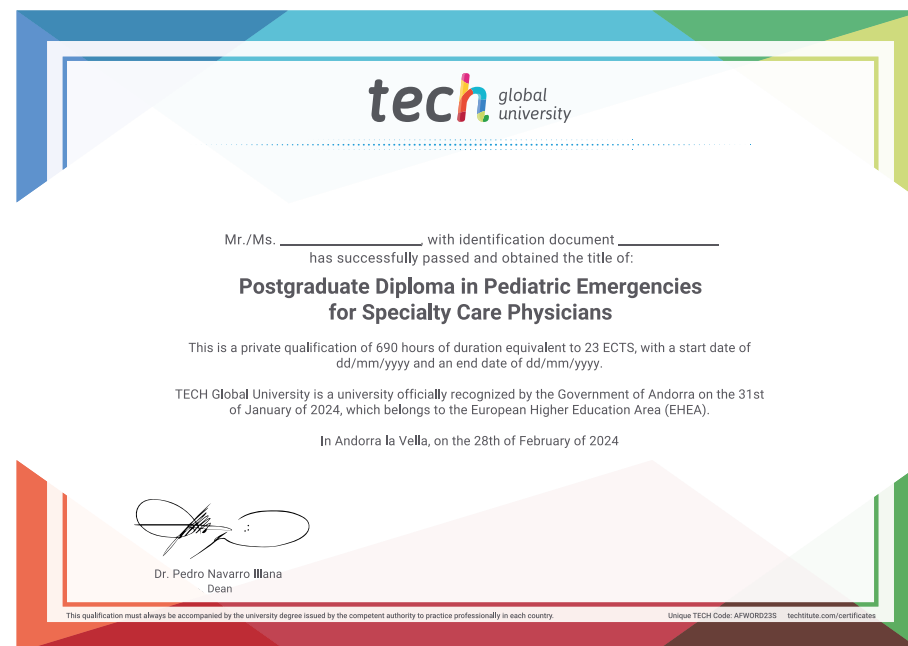 tech global university
Mr./Ms. ________________, with identification document ____________
has successfully passed and obtained the title of:
Postgraduate Diploma in Pediatric Emergencies
for Specialty Care Physicians
This is a private qualification of 690 hours of duration equivalent to 23 ECTS, with a start date of
dd/mm/yyyy and an end date of dd/mm/yyyy.
TECH Global University is a university officially recognized by the Government of Andorra on the 31st
of January of 2024, which belongs to the European Higher Education Area (EHEA).
In Andorra la Vella, on the 28th of February of 2024
Dr. Pedro Navarro Illana
Dean
This qualification must always be accompanied by the university degree issued by the competent authority to practice professionally in each country.
Unique TECH Code: AFWORD23S techtitute.com/certificates